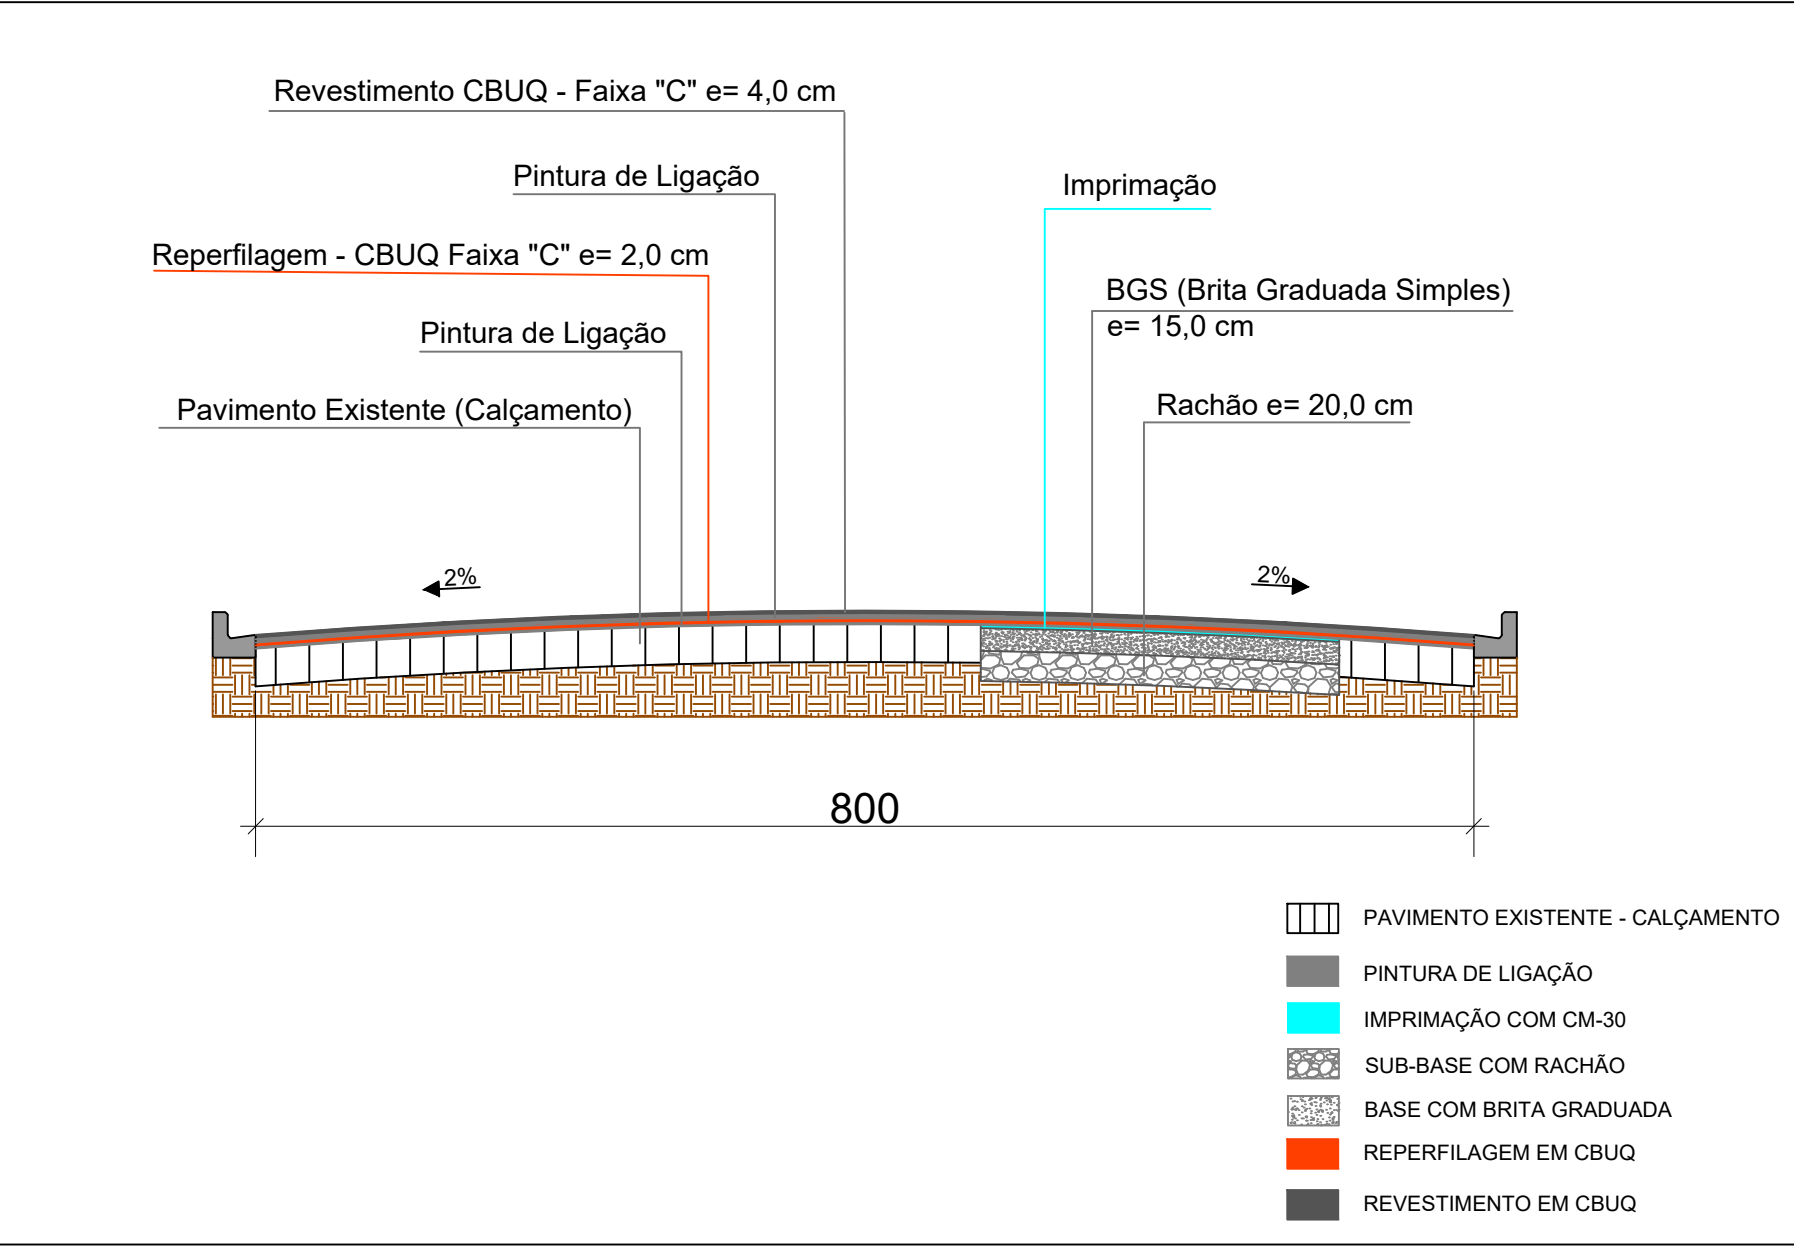 Revestimento CBUQ - Faixa "C" e= 4,0 cm
Pintura de Ligação
Imprimação
Reperfilagem - CBUQ Faixa "C" e= 2,0 cm
BGS (Brita Graduada Simples)
e= 15,0 cm
Pintura de Ligação
Pavimento Existente (Calçamento)
Rachão e= 20,0 cm
2%
2%
800
PAVIMENTO EXISTENTE - CALÇAMENTO
PINTURA DE LIGAÇÃO
IMPRIMAÇÃO COM CM-30
SUB-BASE COM RACHÃO
BASE COM BRITA GRADUADA
REPERFILAGEM EM CBUQ
REVESTIMENTO EM CBUQ